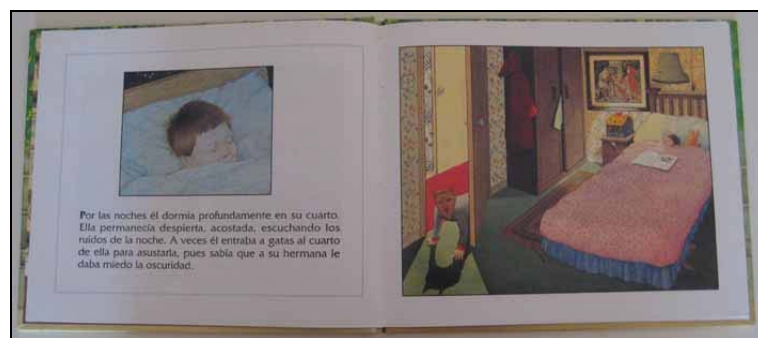 Por las noches él dormía profundamente en su cuarto.
Ella permanecía despierta, acostada, escuchando los
ruidos de la noche. A veces él entraba a gatas al cuarto
de ella para asustarla, pues sabía que a su hermana le
daba miedo la oscuridad.